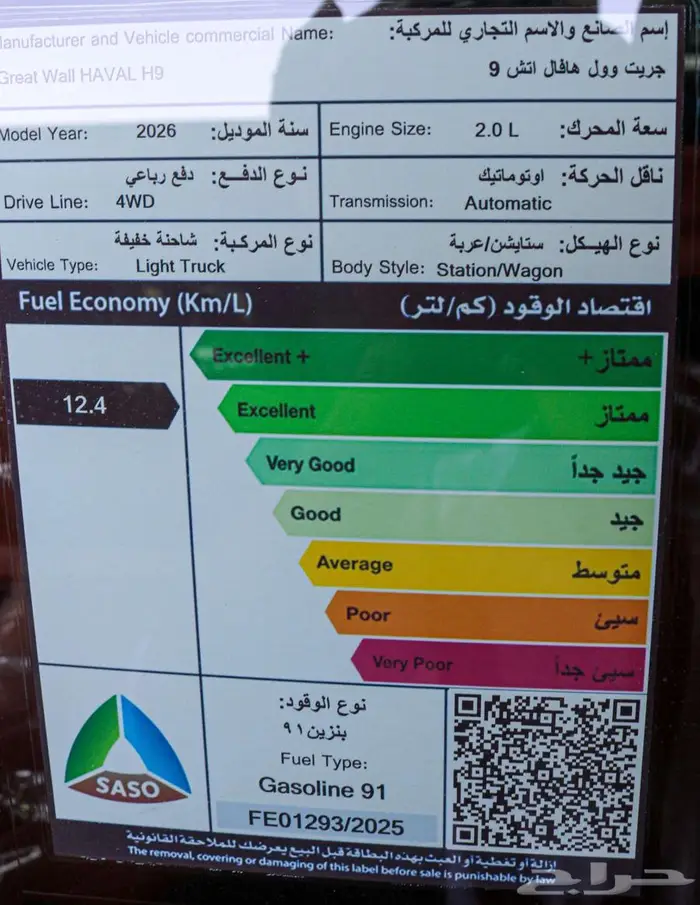 Manufacturer and Vehicle commercial Name: إسم الصانع والاسم التجاري للمركبة:
Great Wall HAVAL H9 جريت وول هافال اتش 9
Model Year: 2026 سنة الموديل: Engine Size: 2.0 L سعة المحرك:
نوع الدفع: دفع رباعي ناقل الحركة: اوتوماتيك
Drive Line: 4WD Transmission: Automatic
نوع المركبة: شاحنة خفيفة نوع الهيكل: ستايشن/عربة
Vehicle Type: Light Truck Body Style: Station/Wagon
Fuel Economy (Km/L) اقتصاد الوقود (كم/لتر)
Excellent + ممتاز+
12.4 Excellent ممتاز
Very Good جيد جداً
Good جيد
Average متوسط
Poor سيئ
Very Poor سيئ جداً
نوع الوقود:
بنزين ٩١
Fuel Type:
Gasoline 91
SASO
FE01293/2025
إزالة أو تغطية أو العبث بهذه البطاقة قبل البيع يعرضك للملاحقة القانونية
The removal, covering or damaging of this label before sale is punishable by law
حراج